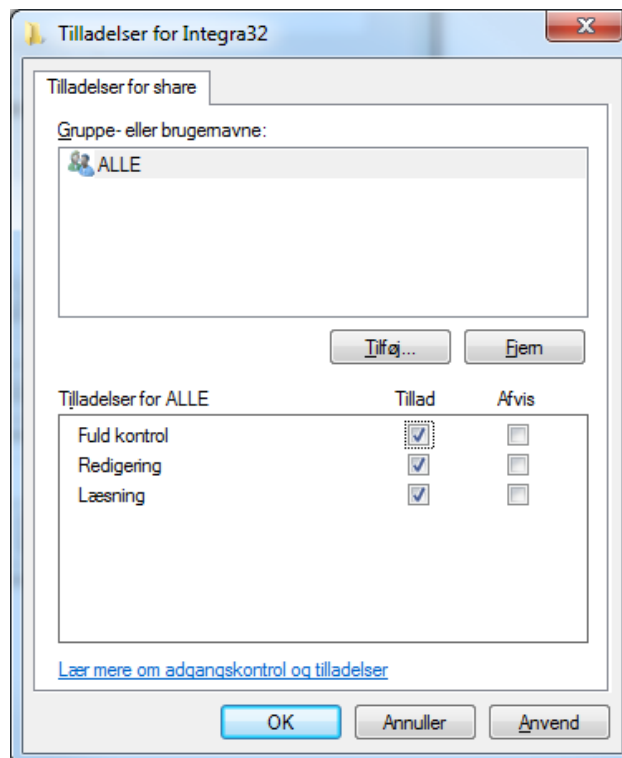 Tilladelser for Integra32
Tilladelser for share
Gruppe- eller brugernavne:
ALLE
Tilføj...
Fjern
Tilladelser for ALLE Tillad Afvis
Fuld kontrol
Redigering
Læsning
Lær mere om adgangskontrol og tilladelser
OK Annuller Anvend